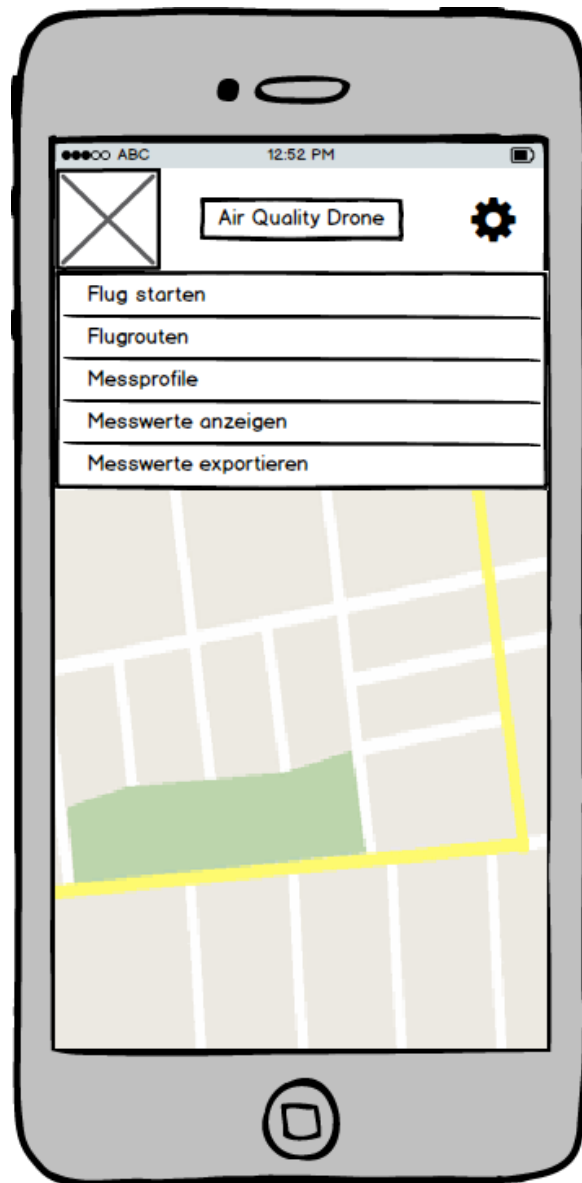 ABC 12:52 PM
Air Quality Drone
Flug starten
Flugrouten
Messprofile
Messwerte anzeigen
Messwerte exportieren